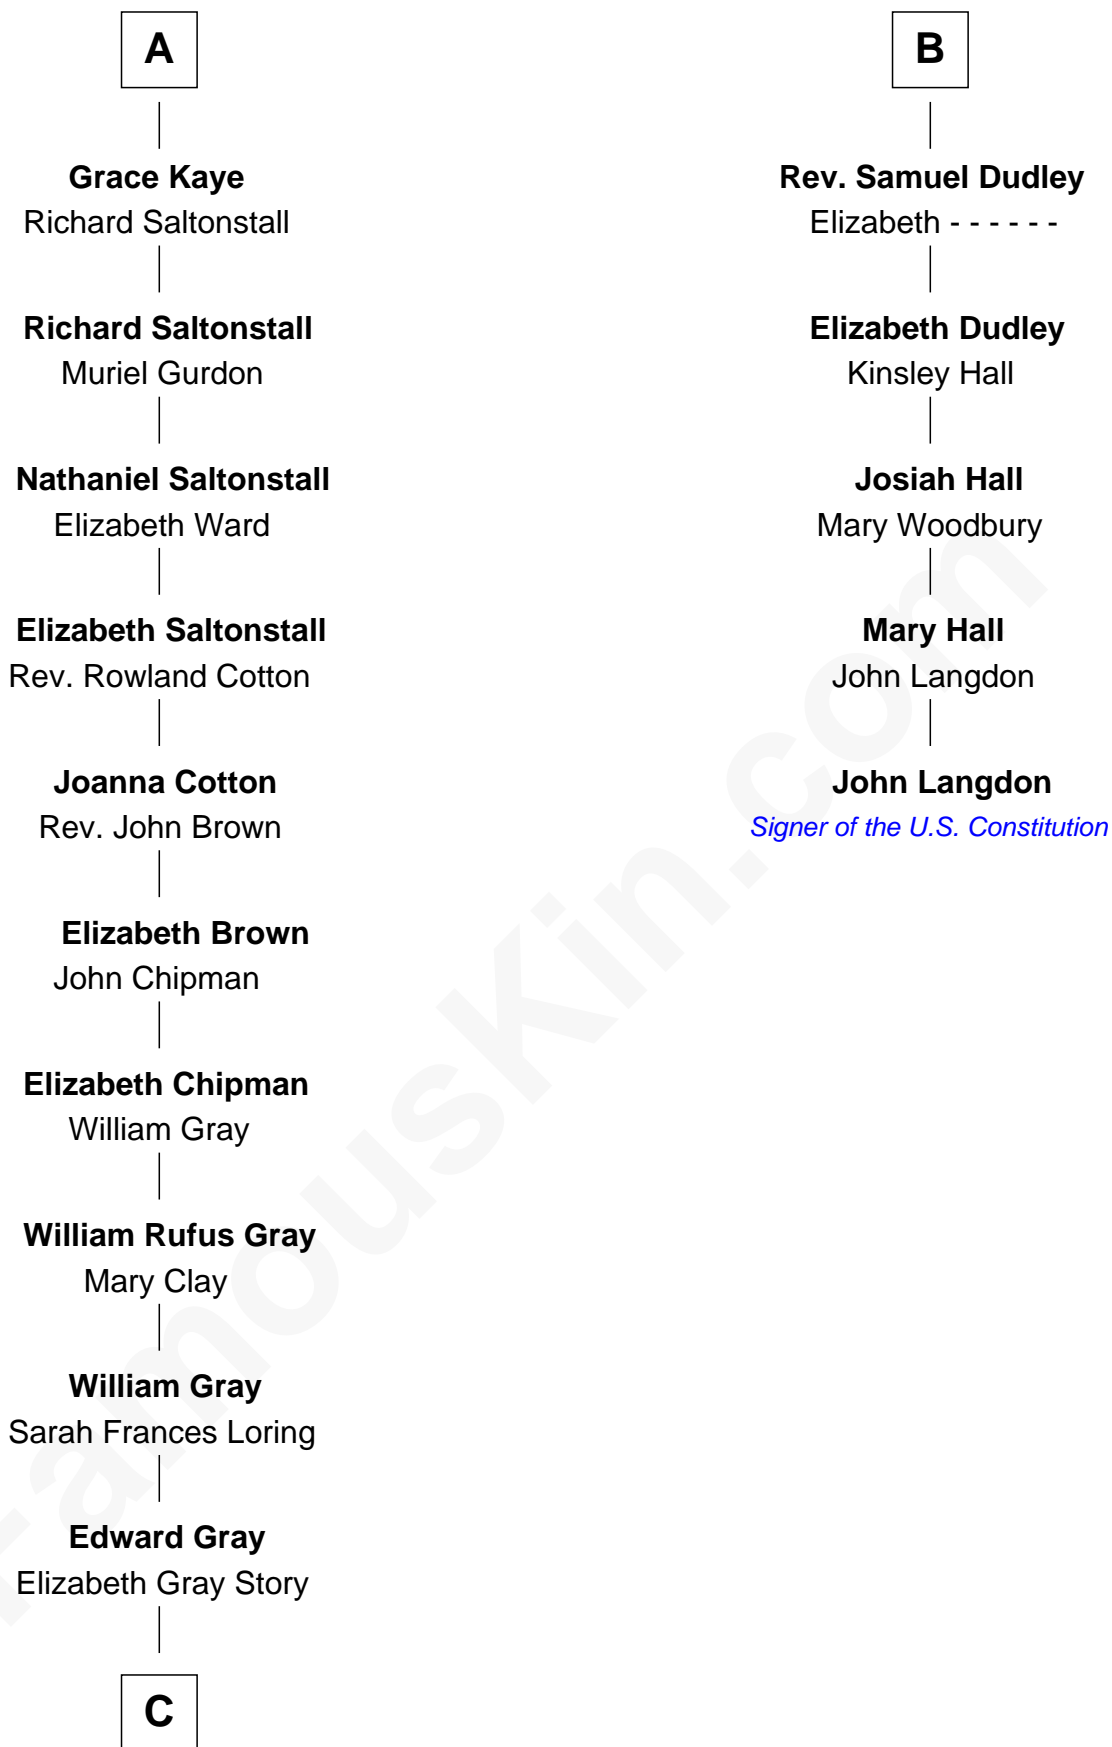 A
Grace Kaye
Richard Saltonstall
Richard Saltonstall
Muriel Gurdon
Nathaniel Saltonstall
Elizabeth Ward
Elizabeth Saltonstall
Rev. Rowland Cotton
Joanna Cotton
Rev. John Brown
Elizabeth Brown
John Chipman
Elizabeth Chipman
William Gray
William Rufus Gray
Mary Clay
William Gray
Sarah Frances Loring
Edward Gray
Elizabeth Gray Story
C
B
Rev. Samuel Dudley
Elizabeth - - - - - -
Elizabeth Dudley
Kinsley Hall
Josiah Hall
Mary Woodbury
Mary Hall
John Langdon
John Langdon
Signer of the U.S. Constitution
FamousKin.com